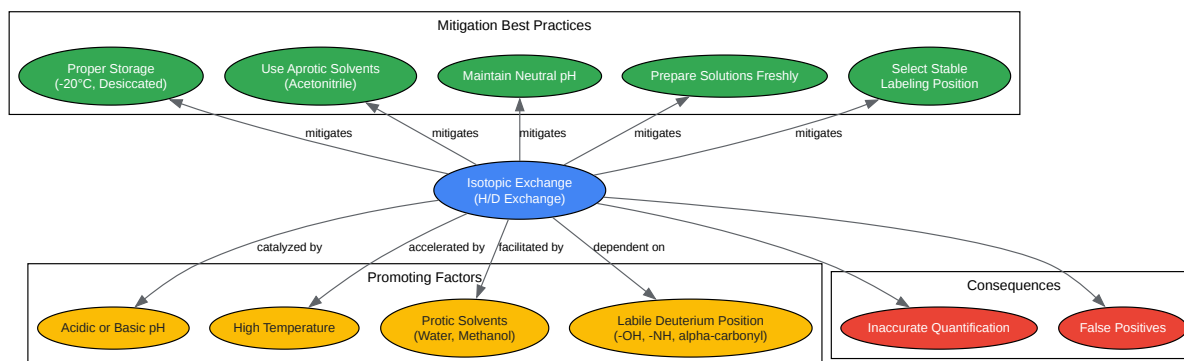 Mitigation Best Practices
Proper Storage
(-20°C, Desiccated)
Use Aprotic Solvents
(Acetonitrile)
Maintain Neutral pH
Prepare Solutions Freshly
Select Stable
Labeling Position
mitigates
mitigates
mitigates
mitigates
mitigates
Isotopic Exchange
(H/D Exchange)
catalyzed by
accelerated by
facilitated by
dependent on
Promoting Factors
Acidic or Basic pH
High Temperature
Protic Solvents
(Water, Methanol)
Labile Deuterium Position
(-OH, -NH, alpha-carbonyl)
Consequences
Inaccurate Quantification
False Positives